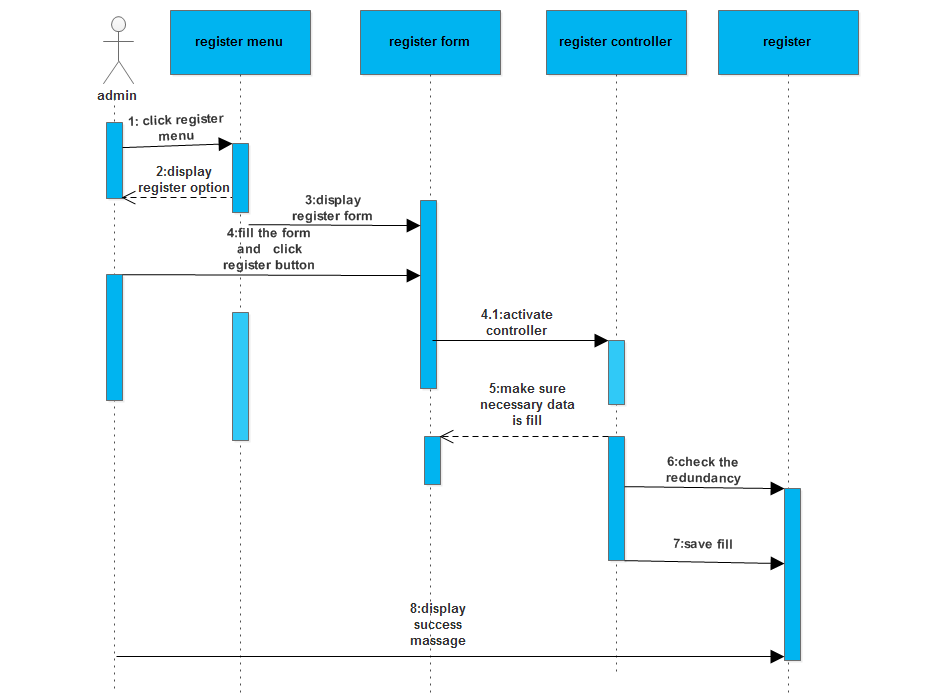 register menu
register form
register controller
register
admin
1: click register
menu
2:display
register option
3:display
register form
4:fill the form
and click
register button
4.1:activate
controller
5:make sure
necessary data
is fill
6:check the
redundancy
7:save fill
8:display
success
massage